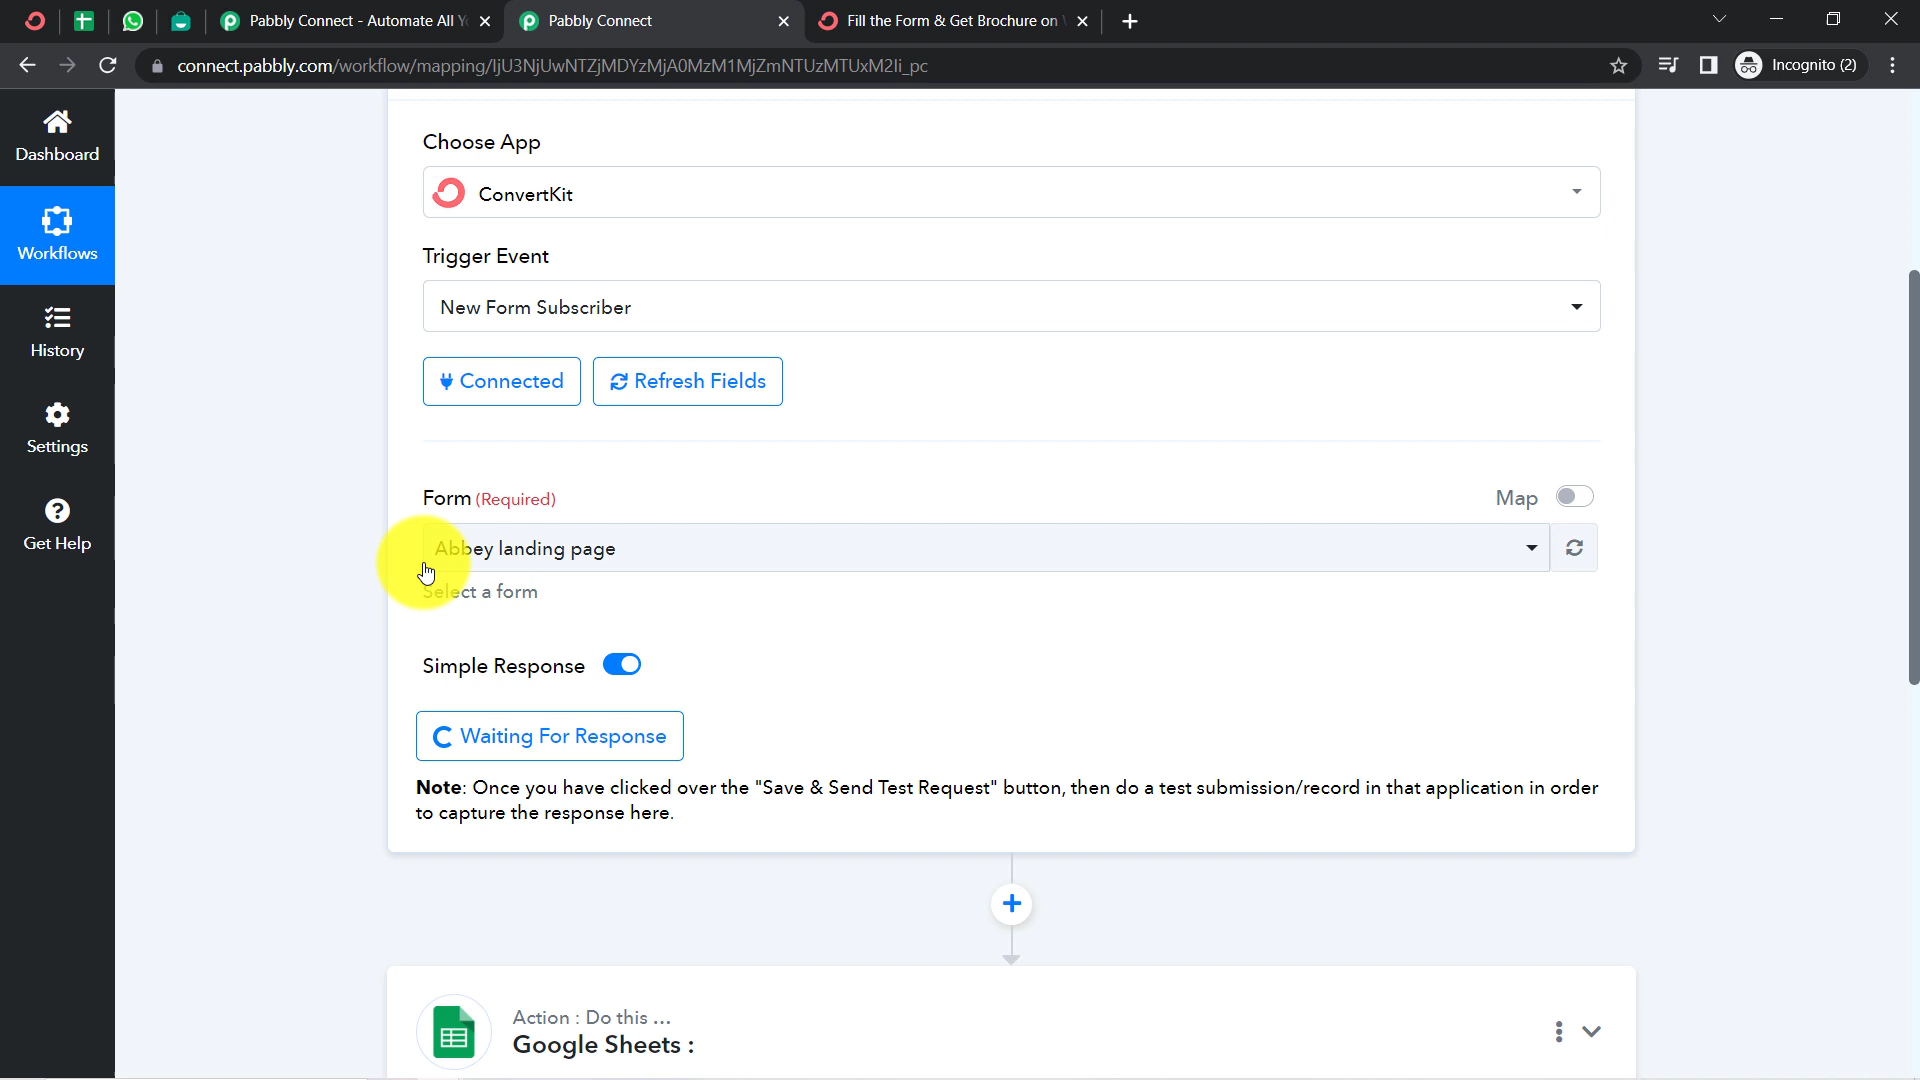 Pabbly Connect - Automate All Y
Pabbly Connect
Fill the Form & Get Brochure on
connect.pabbly.com/workflow/mapping/IjU3NjUwNTZjMDYzMjA0MzM1MjZmNTUzMTUxM2Ii_pc
Incognito (2)
Dashboard
Workflows
History
Settings
Get Help
Choose App
ConvertKit
Trigger Event
New Form Subscriber
Connected
Refresh Fields
Form (Required)
Map
Abbey landing page
Select a form
Simple Response
Waiting For Response
Note: Once you have clicked over the "Save & Send Test Request" button, then do a test submission/record in that application in order
to capture the response here.
Action : Do this ...
Google Sheets :